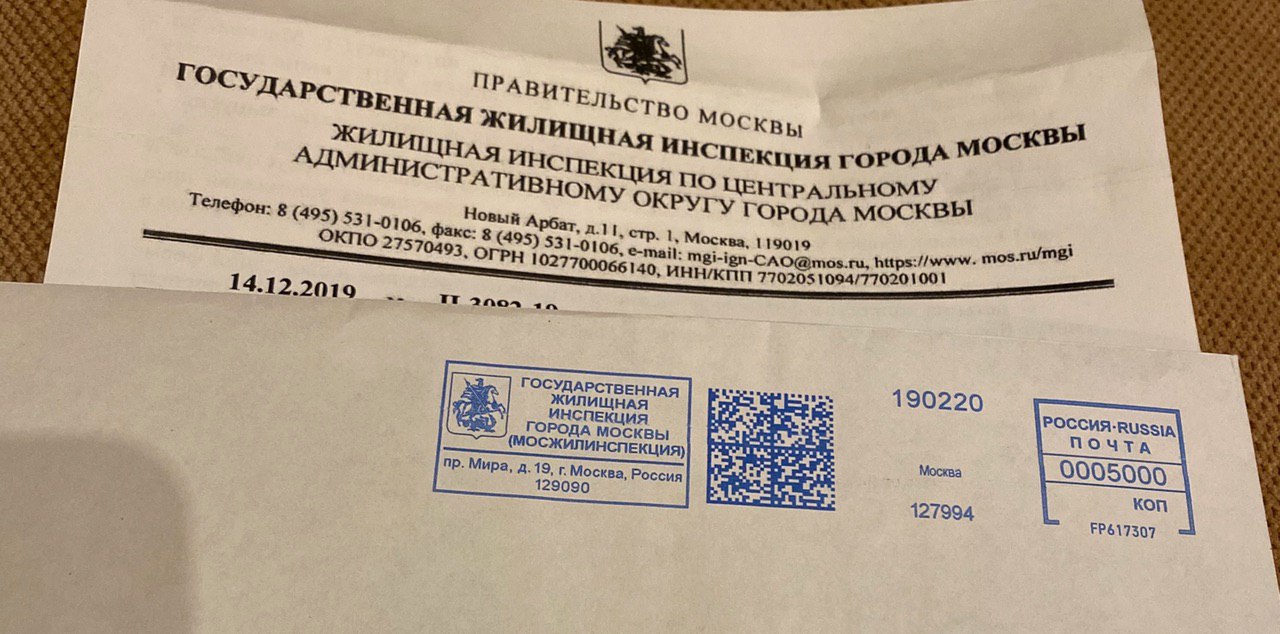 ПРАВИТЕЛЬСТВО МОСКВЫ
ГОСУДАРСТВЕННАЯ ЖИЛИЩНАЯ ИНСПЕКЦИЯ ГОРОДА МОСКВЫ
ЖИЛИЩНАЯ ИНСПЕКЦИЯ ПО ЦЕНТРАЛЬНОМУ
АДМИНИСТРАТИВНОМУ ОКРУГУ ГОРОДА МОСКВЫ
Новый Арбат, д.11, стр. 1, Москва, 119019
Телефон: 8 (495) 531-0106, факс: 8 (495) 531-0106, e-mail: mgi-ign-CAO@mos.ru, https://www. mos.ru/mgi
ОКПО 27570493, ОГРН 1027700066140, ИНН/КПП 7702051094/770201001
14.12.2019
ГОСУДАРСТВЕННАЯ
ЖИЛИЩНАЯ
ИНСПЕКЦИЯ
ГОРОДА МОСКВЫ
(МОСЖИЛИНСПЕКЦИЯ)
пр. Мира, д. 19, г. Москва, Россия
129090
190220
Москва
127994
РОССИЯ·RUSSIA
ПОЧТА
0005000
КОП
FP617307